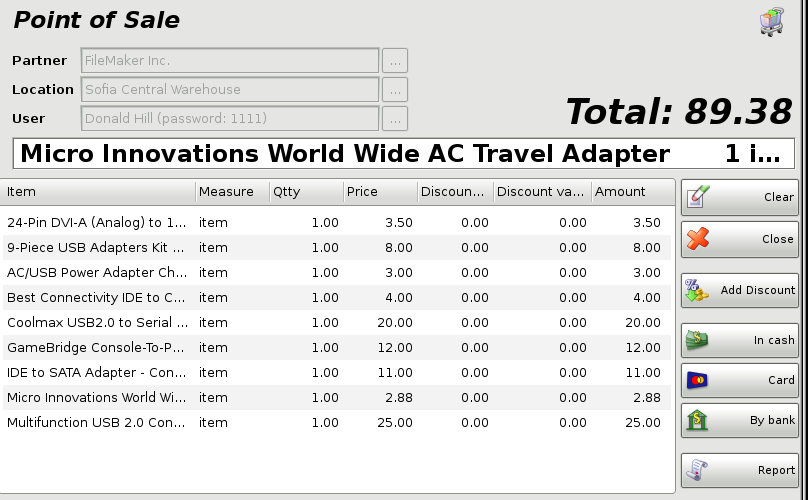 Point of Sale
Partner FileMaker Inc. ...
Location Sofia Central Warehouse ...
User Donald Hill (password: 1111) ...
Total: 89.38
Micro Innovations World Wide AC Travel Adapter 1 i...
Item Measure Qtty Price Discoun... Discount va... Amount
24-Pin DVI-A (Analog) to 1... item 1.00 3.50 0.00 0.00 3.50
9-Piece USB Adapters Kit ... item 1.00 8.00 0.00 0.00 8.00
AC/USB Power Adapter Ch... item 1.00 3.00 0.00 0.00 3.00
Best Connectivity IDE to C... item 1.00 4.00 0.00 0.00 4.00
Coolmax USB2.0 to Serial ... item 1.00 20.00 0.00 0.00 20.00
GameBridge Console-To-P... item 1.00 12.00 0.00 0.00 12.00
IDE to SATA Adapter - Con... item 1.00 11.00 0.00 0.00 11.00
Micro Innovations World Wi... item 1.00 2.88 0.00 0.00 2.88
Multifunction USB 2.0 Con... item 1.00 25.00 0.00 0.00 25.00
Clear
Close
Add Discount
In cash
Card
By bank
Report